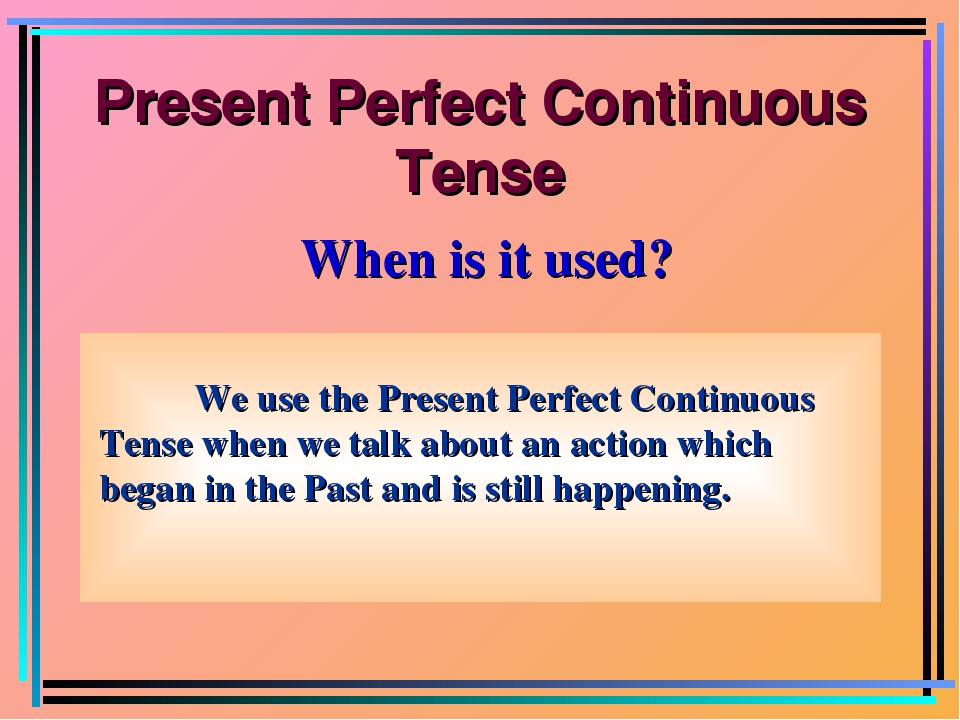 Present Perfect Continuous
Tense
When is it used?
We use the Present Perfect Continuous
Tense when we talk about an action which
began in the Past and is still happening.